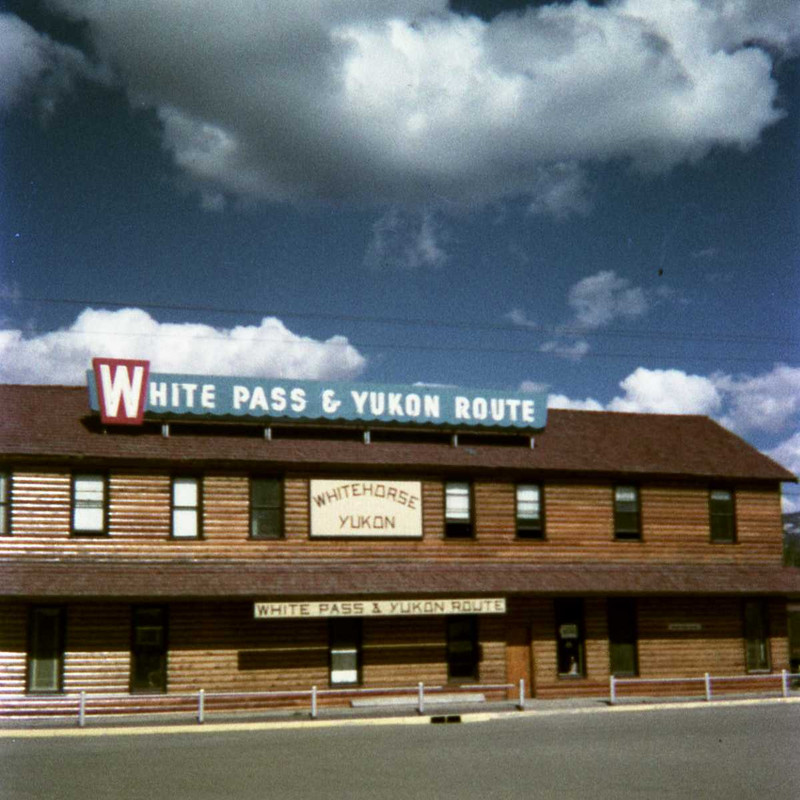 WHITE PASS & YUKON ROUTE
WHITEHORSE
YUKON
WHITE PASS & YUKON ROUTE